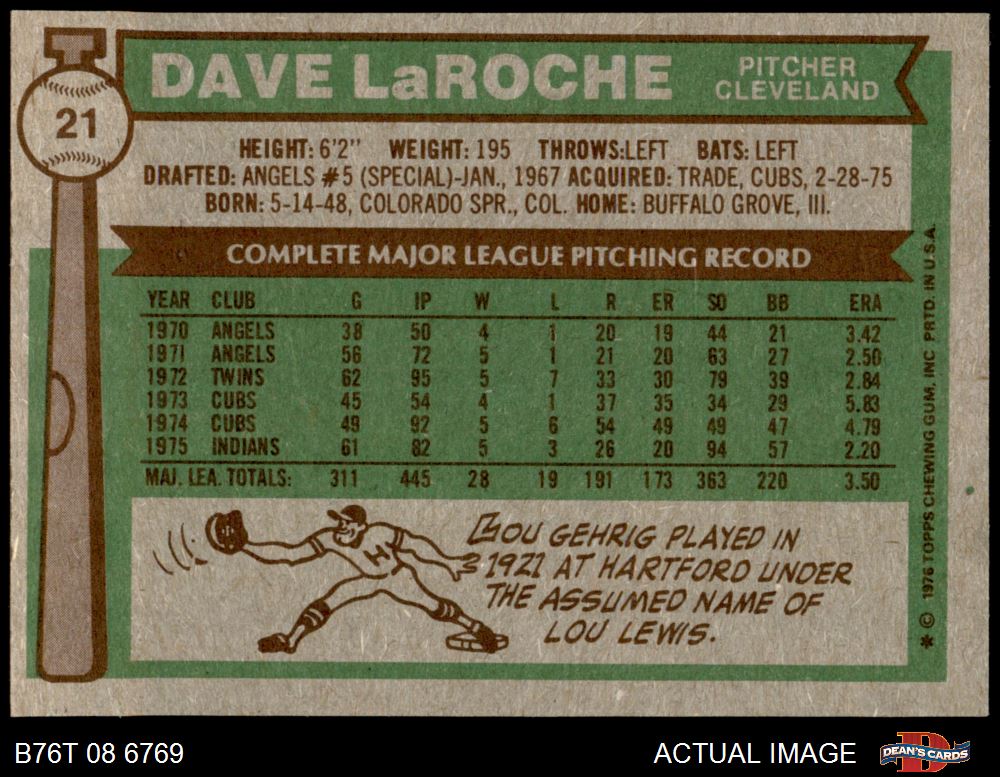 DAVE LaROCHE
PITCHER
CLEVELAND
21
HEIGHT: 6'2" WEIGHT: 195 THROWS:LEFT BATS: LEFT
DRAFTED: ANGELS #5 (SPECIAL)-JAN., 1967 ACQUIRED: TRADE, CUBS, 2-28-75
BORN: 5-14-48, COLORADO SPR., COL. HOME: BUFFALO GROVE, Ill.
COMPLETE MAJOR LEAGUE PITCHING RECORD
YEAR CLUB G IP W L R ER SO BB ERA
1970 ANGELS 38 50 4 1 20 19 44 21 3.42
1971 ANGELS 56 72 5 1 21 20 63 27 2.50
1972 TWINS 62 95 5 7 33 30 79 39 2.84
1973 CUBS 45 54 4 1 37 35 34 29 5.83
1974 CUBS 49 92 5 6 54 49 49 47 4.79
1975 INDIANS 61 82 5 3 26 20 94 57 2.20
MAJ. LEA. TOTALS: 311 445 28 19 191 173 363 220 3.50
H
LOU GEHRIG PLAYED IN
1921 AT HARTFORD UNDER
THE ASSUMED NAME OF
LOU LEWIS.
* © 1976 TOPPS CHEWING GUM, INC PRTD. IN U.S.A.
B76T 08 6769
ACTUAL IMAGE
D
DEAN'S CARDS